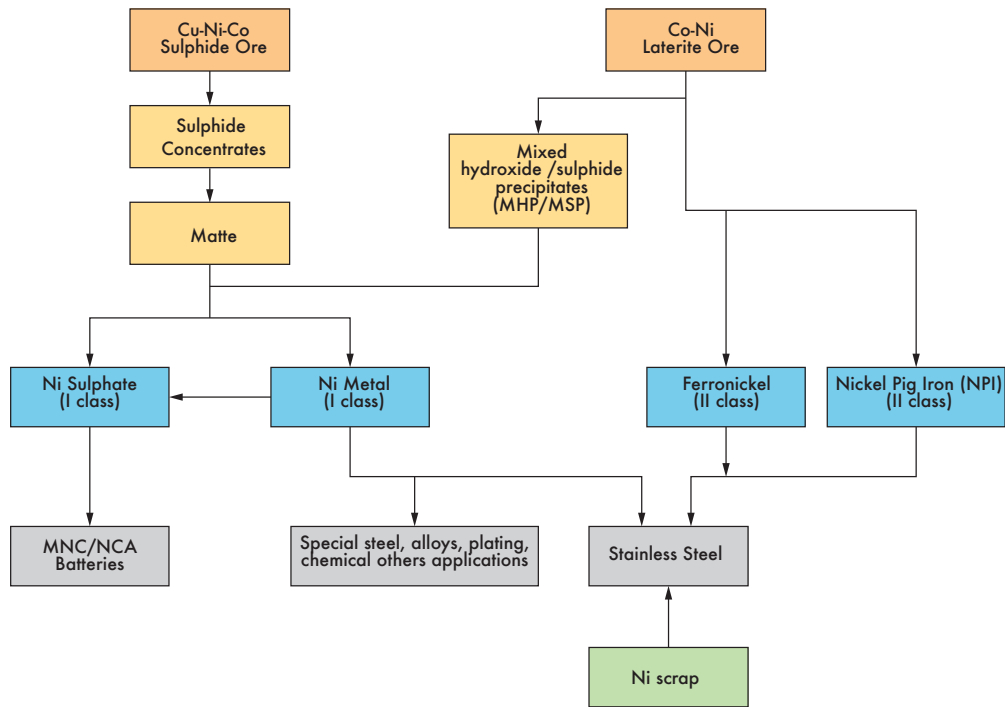 Cu-Ni-Co
Sulphide Ore
Co-Ni
Laterite Ore
Sulphide
Concentrates
Mixed
hydroxide /sulphide
precipitates
(MHP/MSP)
Matte
Ni Sulphate
(I class)
Ni Metal
(I class)
Ferronickel
(II class)
Nickel Pig Iron (NPI)
(II class)
MNC/NCA
Batteries
Special steel, alloys, plating,
chemical others applications
Stainless Steel
Ni scrap